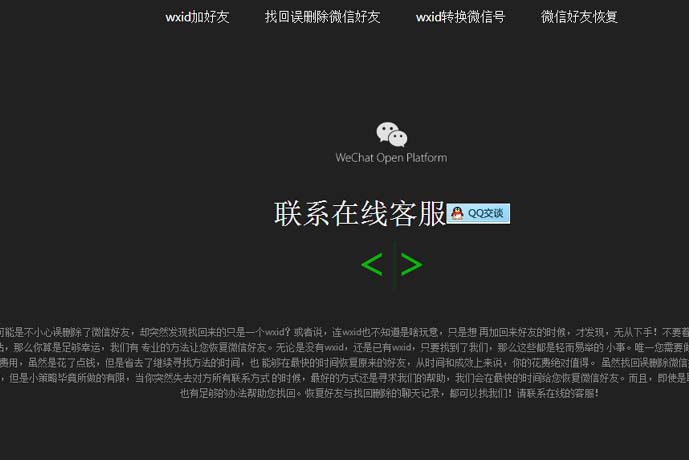 wxid加好友 找回误删除微信好友 wxid转换微信号 微信好友恢复
WeChat Open Platform
联系在线客服 QQ交谈
< >
可能是不小心误删除了微信好友，却突然发现找回来的只是一个wxid？或者说，连wxid也不知道是啥玩意，只是想 再加回来好友的时候，才发现，无从下手！不要着
站，那么你算是足够幸运，我们有 专业的方法让您恢复微信好友。无论是没有wxid，还是已有wxid，只要找到了我们，那么这些都是轻而易举的 小事。唯一您需要做
费用，虽然是花了点钱，但是省去了继续寻找方法的时间，也 能够在最快的时间恢复原来的好友，从时间和成效上来说，你的花费绝对值得。 虽然找回误删除微信
，但是小策略毕竟所做的有限，当你突然失去对方所有联系方式 的时候，最好的方式还是寻求我们的帮助，我们会在最快的时间给您恢复微信好友。而且，即使是
也有足够的办法帮助您找回。恢复好友与找回删除的聊天记录，都可以找我们！请联系在线的客服！